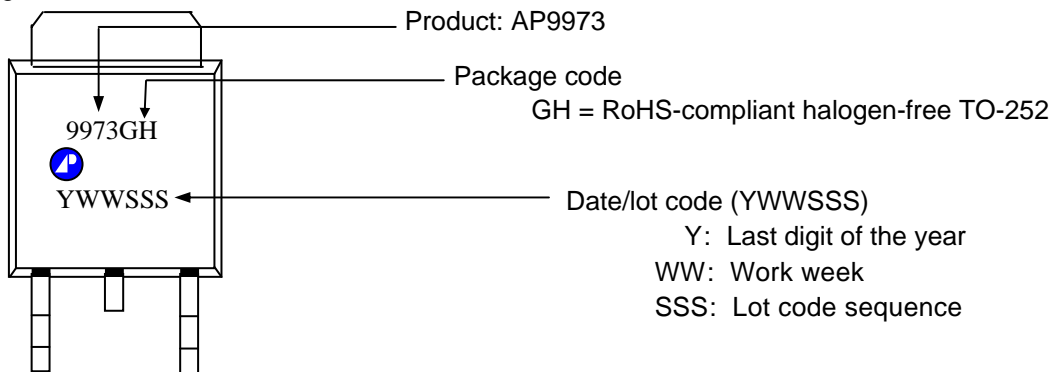 Product: AP9973
Package code
GH = RoHS-compliant halogen-free TO-252
9973GH
AP
YWWSSS
Date/lot code (YWWSSS)
Y: Last digit of the year
WW: Work week
SSS: Lot code sequence